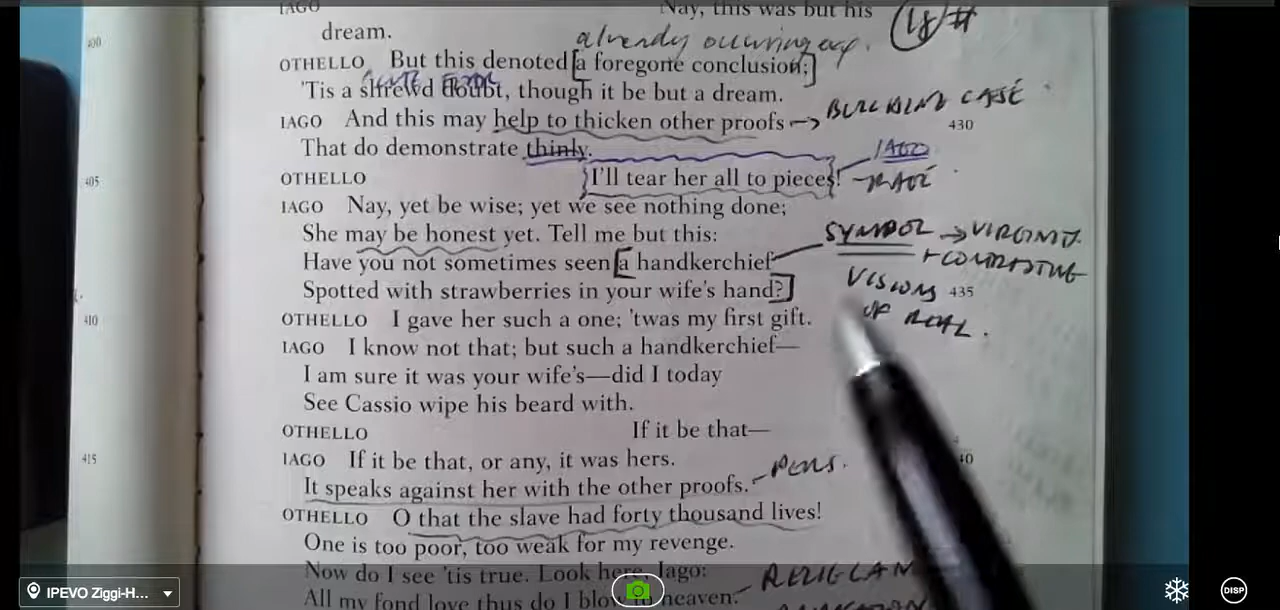 IAGO Nay, this was but his
dream.
18 #
400
already occuring exp.
OTHELLO But this denoted a foregone conclusion;
'Tis a shrewd doubt, though it be but a dream.
BUILDING CASE
IAGO And this may help to thicken other proofs
430
That do demonstrate thinly.
IAGO
405
OTHELLO I'll tear her all to pieces!
RAGE
IAGO Nay, yet be wise; yet we see nothing done;
She may be honest yet. Tell me but this:
SYMBOL → VIRGINITY.
Have you not sometimes seen a handkerchief
+ CONTRASTING
Spotted with strawberries in your wife's hand?
VISIONS
435
410
OTHELLO I gave her such a one; 'twas my first gift.
OF REAL.
IAGO I know not that; but such a handkerchief—
I am sure it was your wife's—did I today
See Cassio wipe his beard with.
OTHELLO If it be that—
415
IAGO If it be that, or any, it was hers.
It speaks against her with the other proofs.
OTHELLO O that the slave had forty thousand lives!
One is too poor, too weak for my revenge.
Now do I see 'tis true. Look here, Iago:
All my fond love thus do I blow to heaven.
IPEVO Ziggi-H...
DISP